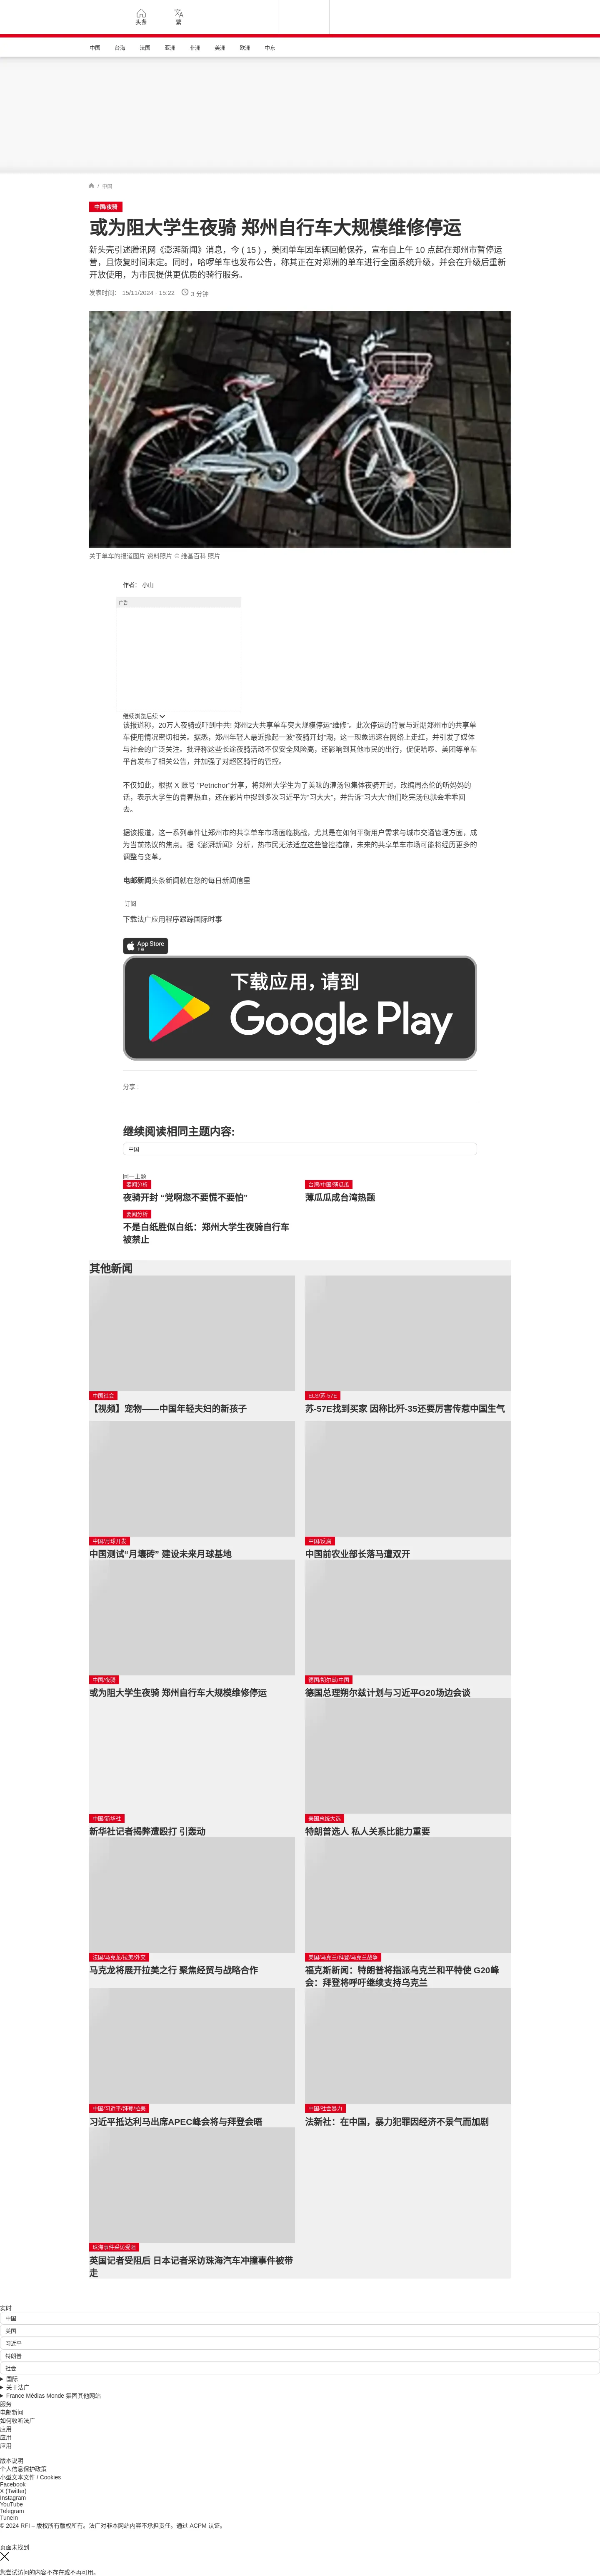 头条
繁
中国
台海
法国
亚洲
非洲
美洲
欧洲
中东
/ 中国
中国/夜骑
或为阻大学生夜骑 郑州自行车大规模维修停运
新头壳引述腾讯网《澎湃新闻》消息，今 ( 15 ) ，美团单车因车辆回舱保养，宣布自上午 10 点起在郑州市暂停运
营，且恢复时间未定。同时，哈啰单车也发布公告，称其正在对郑州的单车进行全面系统升级，并会在升级后重新
开放使用，为市民提供更优质的骑行服务。
发表时间： 15/11/2024 - 15:22
3 分钟
关于单车的报道图片 资料照片 © 维基百科 照片
作者： 小山
广告
继续浏览后续
该报道称，20万人夜骑或吓到中共! 郑州2大共享单车突大规模停运“维修”。此次停运的背景与近期郑州市的共享单
车使用情况密切相关。据悉，郑州年轻人最近掀起一波“夜骑开封”潮，这一现象迅速在网络上走红，并引发了媒体
与社会的广泛关注。批评称这些长途夜骑活动不仅安全风险高，还影响到其他市民的出行，促使哈啰、美团等单车
平台发布了相关公告，并加强了对超区骑行的管控。
不仅如此，根据 X 账号 “Petrichor”分享，将郑州大学生为了美味的灌汤包集体夜骑开封，改编周杰伦的听妈妈的
话，表示大学生的青春热血，还在影片中提到多次习近平为“习大大”，并告诉“习大大”他们吃完汤包就会乖乖回
去。
据该报道，这一系列事件让郑州市的共享单车市场面临挑战，尤其是在如何平衡用户需求与城市交通管理方面，成
为当前热议的焦点。据《澎湃新闻》分析，热市民无法适应这些管控措施，未来的共享单车市场可能将经历更多的
调整与变革。
电邮新闻头条新闻就在您的每日新闻信里
订阅
下载法广应用程序跟踪国际时事
App Store
下载
下载应用，请到
Google Play
分享 :
继续阅读相同主题内容:
中国
同一主题
要闻分析
夜骑开封 “党啊您不要慌不要怕”
台湾/中国/薄瓜瓜
薄瓜瓜成台湾热题
要闻分析
不是白纸胜似白纸：郑州大学生夜骑自行车
被禁止
其他新闻
中国社会
【视频】宠物——中国年轻夫妇的新孩子
ELS/苏-57E
苏-57E找到买家 因称比歼-35还要厉害传惹中国生气
中国/月球开发
中国测试“月壤砖” 建设未来月球基地
中国/反腐
中国前农业部长落马遭双开
中国/夜骑
或为阻大学生夜骑 郑州自行车大规模维修停运
德国/朔尔兹/中国
德国总理朔尔兹计划与习近平G20场边会谈
中国/新华社
新华社记者揭弊遭殴打 引轰动
美国总统大选
特朗普选人 私人关系比能力重要
法国/马克龙/拉美/外交
马克龙将展开拉美之行 聚焦经贸与战略合作
美国/乌克兰/拜登/乌克兰战争
福克斯新闻：特朗普将指派乌克兰和平特使 G20峰
会：拜登将呼吁继续支持乌克兰
中国/习近平/拜登/拉美
习近平抵达利马出席APEC峰会将与拜登会晤
中国/社会暴力
法新社：在中国，暴力犯罪因经济不景气而加剧
珠海事件采访受阻
英国记者受阻后 日本记者采访珠海汽车冲撞事件被带
走
实时
中国
美国
习近平
特朗普
社会
国际
关于法广
France Médias Monde 集团其他网站
服务
电邮新闻
如何收听法广
应用
应用
应用
版本说明
个人信息保护政策
小型文本文件 / Cookies
Facebook
X (Twitter)
Instagram
YouTube
Telegram
TuneIn
© 2024 RFI – 版权所有版权所有。法广对非本网站内容不承担责任。通过 ACPM 认证。
页面未找到
您尝试访问的内容不存在或不再可用。